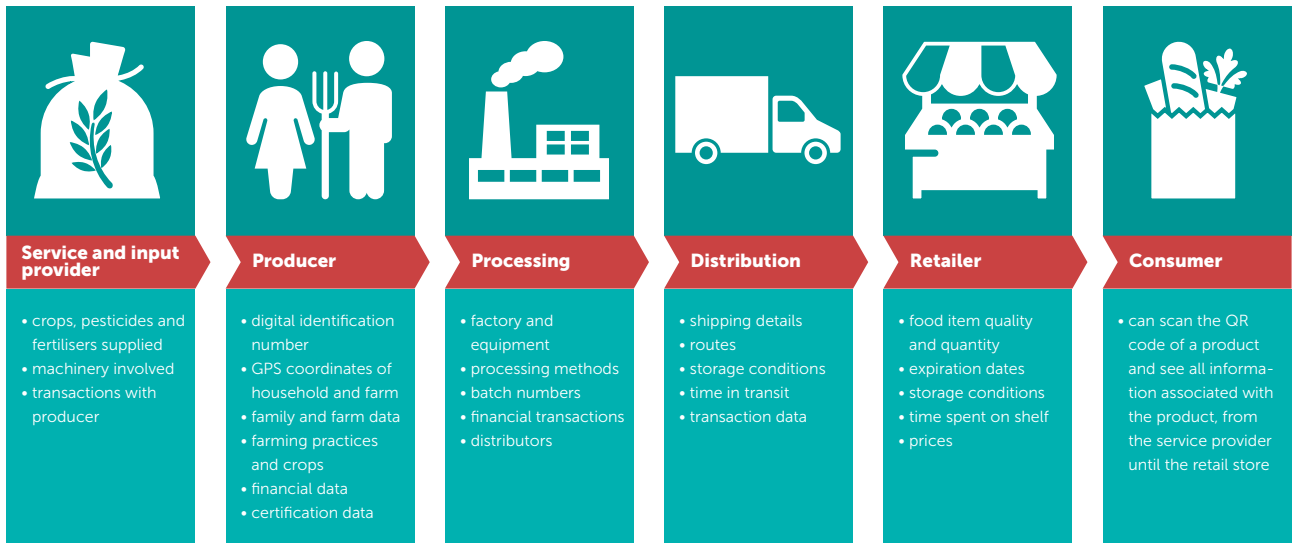 Service and input
provider
• crops, pesticides and
fertilisers supplied
• machinery involved
• transactions with
producer
Producer
• digital identification
number
• GPS coordinates of
household and farm
• family and farm data
• farming practices
and crops
• financial data
• certification data
Processing
• factory and
equipment
• processing methods
• batch numbers
• financial transactions
• distributors
Distribution
• shipping details
• routes
• storage conditions
• time in transit
• transaction data
Retailer
• food item quality
and quantity
• expiration dates
• storage conditions
• time spent on shelf
• prices
Consumer
• can scan the QR
code of a product
and see all informa-
tion associated with
the product, from
the service provider
until the retail store